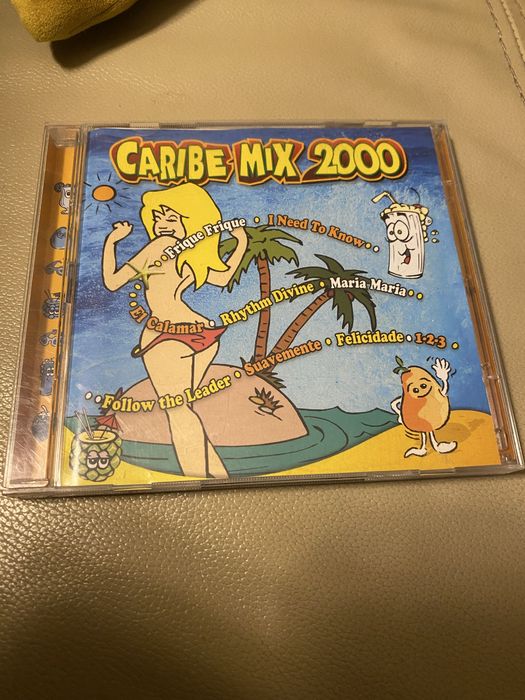 CARIBE MIX 2000
··Frique Frique • I Need To Know··
···El Calamar • Rhythm Divine • Maria Maria··
··Follow the Leader • Suavemente • Felicidade • 1-2-3 ·